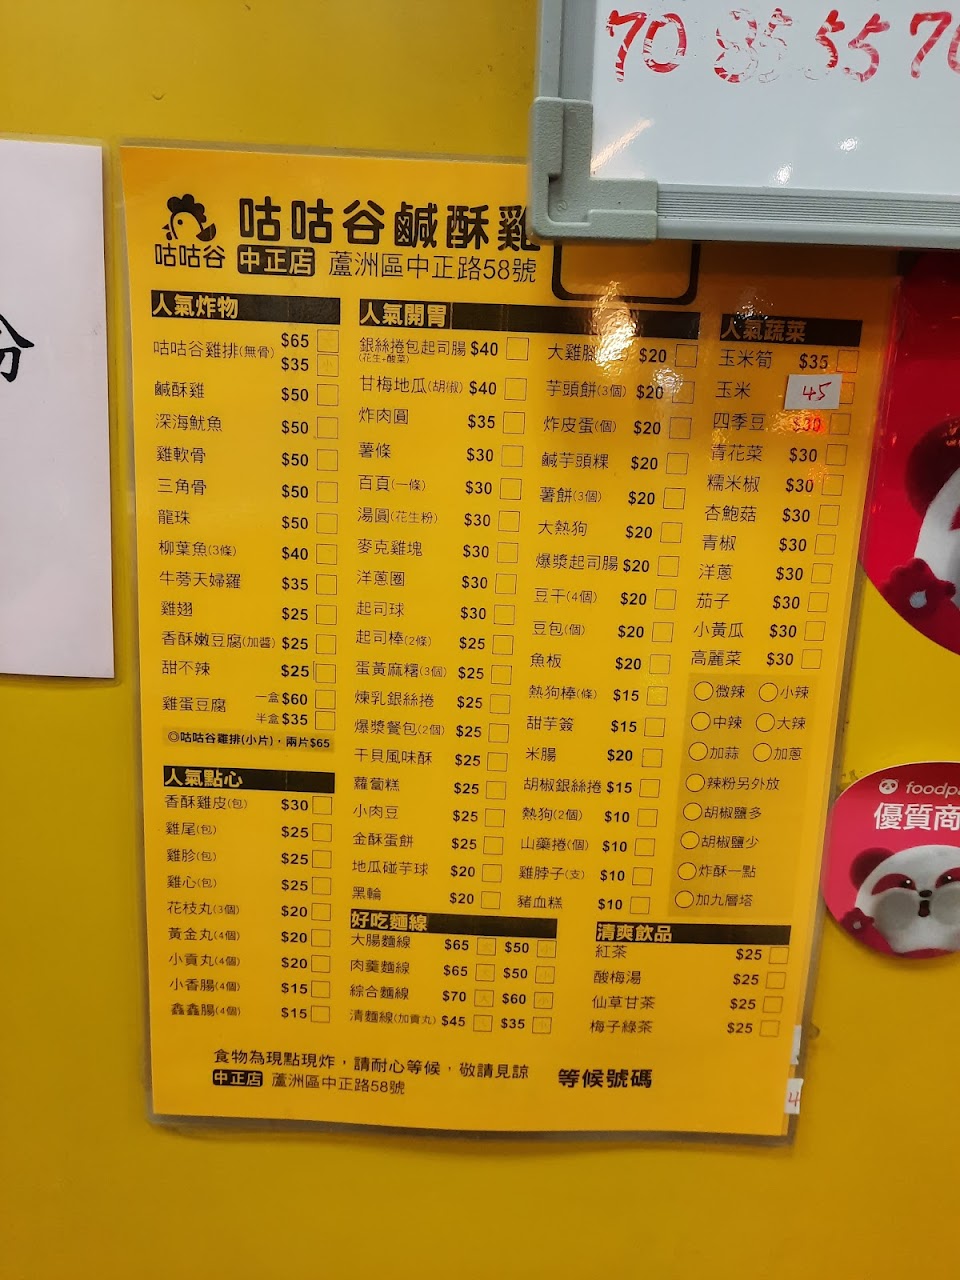 70 85 55 70
份
咕咕谷
咕咕谷鹹酥雞
中正店 蘆洲區中正路58號
人氣炸物
咕咕谷雞排(無骨) $65
$35 小
鹹酥雞 $50
深海魷魚 $50
雞軟骨 $50
三角骨 $50
龍珠 $50
柳葉魚(3條) $40
牛蒡天婦羅 $35
雞翅 $25
香酥嫩豆腐(加醬) $25
甜不辣 $25
雞蛋豆腐 一盒$60
半盒$35
◎咕咕谷雞排(小片)·兩片$65
人氣點心
香酥雞皮(包) $30
雞尾(包) $25
雞胗(包) $25
雞心(包) $25
花枝丸(3個) $20
黃金丸(4個) $20
小貢丸(4個) $20
小香腸(4個) $15
鑫鑫腸(4個) $15
人氣開胃
銀絲捲包起司腸 $40
(花生+酸菜)
甘梅地瓜(胡椒) $40
炸肉圓 $35
薯條 $30
百頁(一條) $30
湯圓(花生粉) $30
麥克雞塊 $30
洋蔥圈 $30
起司球 $30
起司棒(2條) $25
蛋黃麻糬(3個) $25
煉乳銀絲捲 $25
爆漿餐包(2個) $25
干貝風味酥 $25
蘿蔔糕 $25
小肉豆 $25
金酥蛋餅 $25
地瓜碰芋球 $20
黑輪 $20
大雞腿 $20
芋頭餅(3個) $20
炸皮蛋(個) $20
鹹芋頭粿 $20
薯餅(3個) $20
大熱狗 $20
爆漿起司腸 $20
豆干(4個) $20
豆包(個) $20
魚板 $20
熱狗棒(條) $15
甜芋簽 $15
米腸 $20
胡椒銀絲捲 $15
熱狗(2個) $10
山藥捲(個) $10
雞脖子(支) $10
豬血糕 $10
人氣蔬菜
玉米筍 $35
玉米 45
四季豆 $30
青花菜 $30
糯米椒 $30
杏鮑菇 $30
青椒 $30
洋蔥 $30
茄子 $30
小黃瓜 $30
高麗菜 $30
微辣 小辣
中辣 大辣
加蒜 加蔥
辣粉另外放
胡椒鹽多
胡椒鹽少
炸酥一點
加九層塔
好吃麵線
大腸麵線 $65 大 $50 小
肉羹麵線 $65 大 $50 小
綜合麵線 $70 大 $60 小
清麵線(加貢丸) $45 大 $35 小
清爽飲品
紅茶 $25
酸梅湯 $25
仙草甘茶 $25
梅子綠茶 $25
食物為現點現炸,請耐心等候,敬請見諒
中正店 蘆洲區中正路58號
等候號碼
4
foodpa
優質商